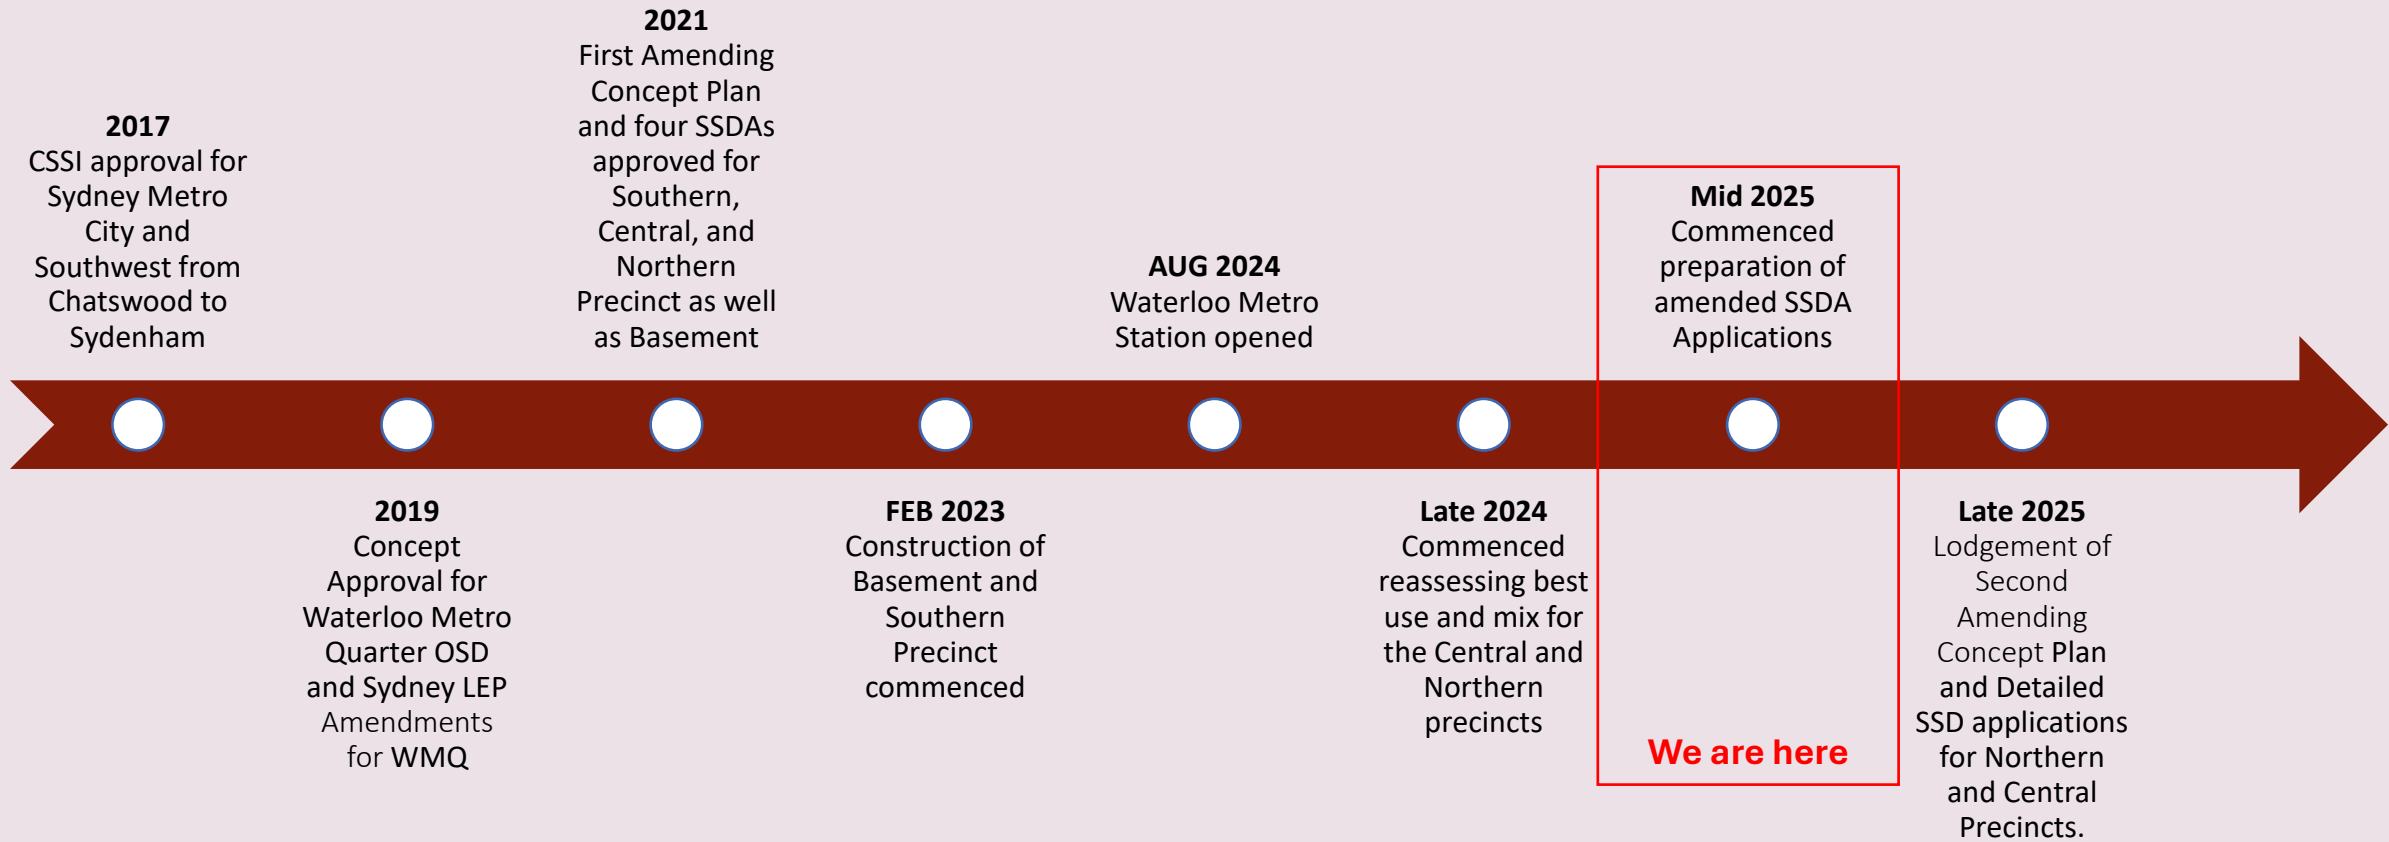 2017
CSSI approval for
Sydney Metro
City and
Southwest from
Chatswood to
Sydenham
2019
Concept
Approval for
Waterloo Metro
Quarter OSD
and Sydney LEP
Amendments
for WMQ
2021
First Amending
Concept Plan
and four SSDAs
approved for
Southern,
Central, and
Northern
Precinct as well
as Basement
FEB 2023
Construction of
Basement and
Southern
Precinct
commenced
AUG 2024
Waterloo Metro
Station opened
Late 2024
Commenced
reassessing best
use and mix for
the Central and
Northern
precincts
Mid 2025
Commenced
preparation of
amended SSDA
Applications
We are here
Late 2025
Lodgement of
Second
Amending
Concept Plan
and Detailed
SSD applications
for Northern
and Central
Precincts.